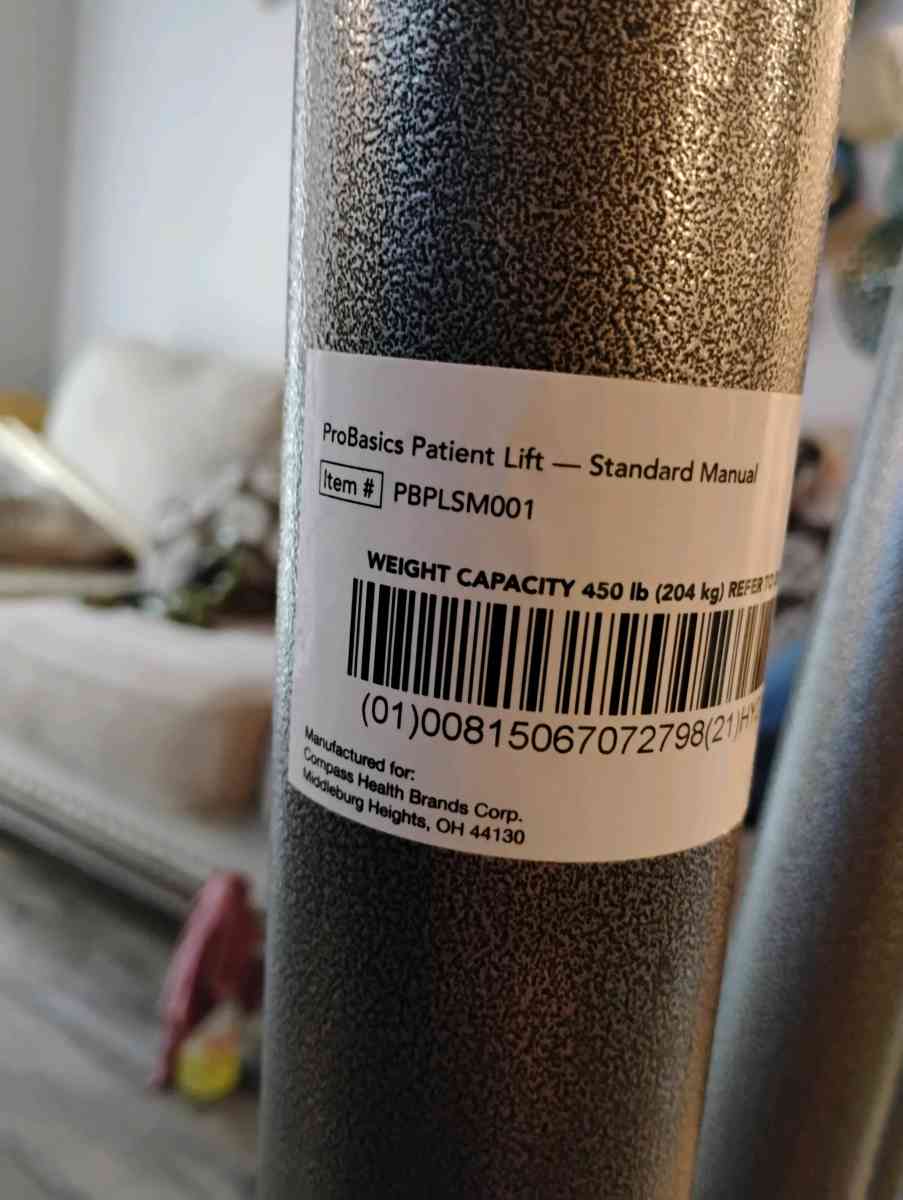 ProBasics Patient Lift — Standard Manual
Item # PBPLSM001
WEIGHT CAPACITY 450 lb (204 kg) REFER TO
(01)00815067072798(21)HY
Manufactured for:
Compass Health Brands Corp.
Middleburg Heights, OH 44130